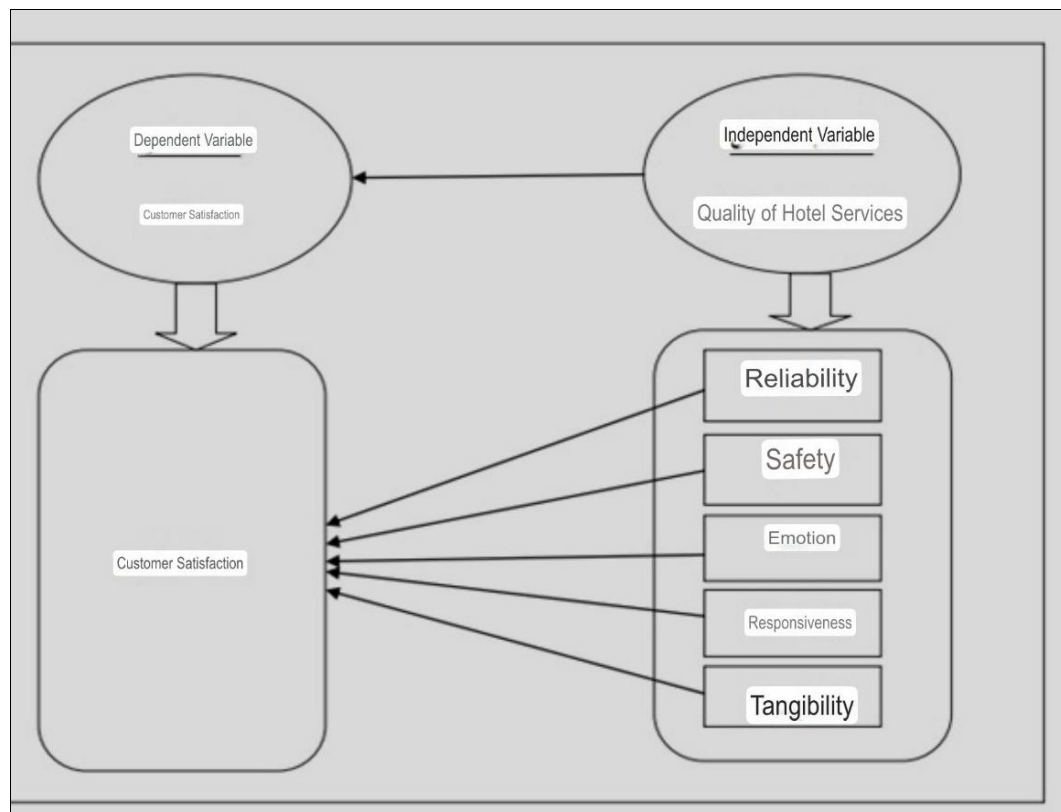 Dependent Variable
Customer Satisfaction
Independent Variable
Quality of Hotel Services
Customer Satisfaction
Reliability
Safety
Emotion
Responsiveness
Tangibility